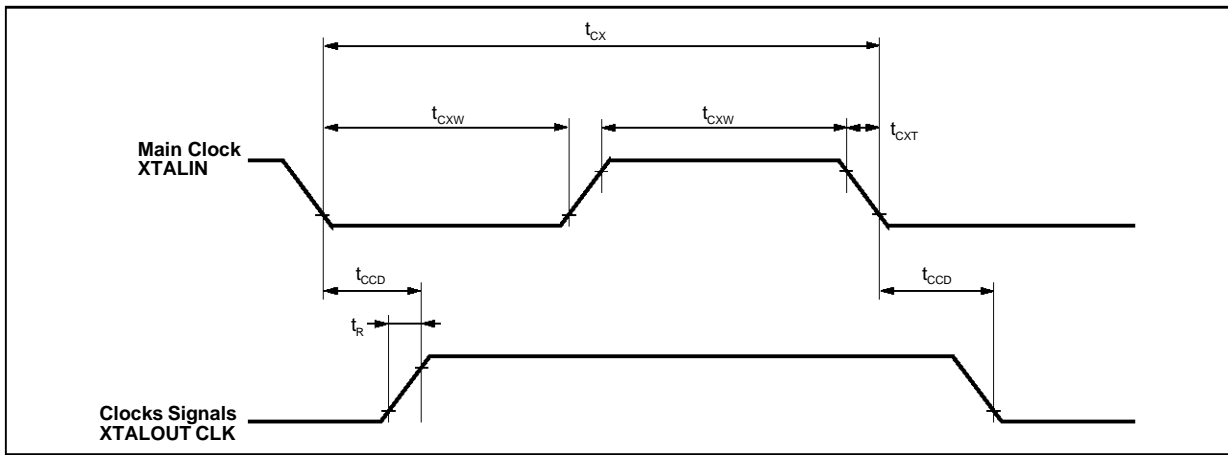 tCX
tCXW tCXW tCXT
Main Clock
XTALIN
tCCD tCCD
tR
Clocks Signals
XTALOUT CLK